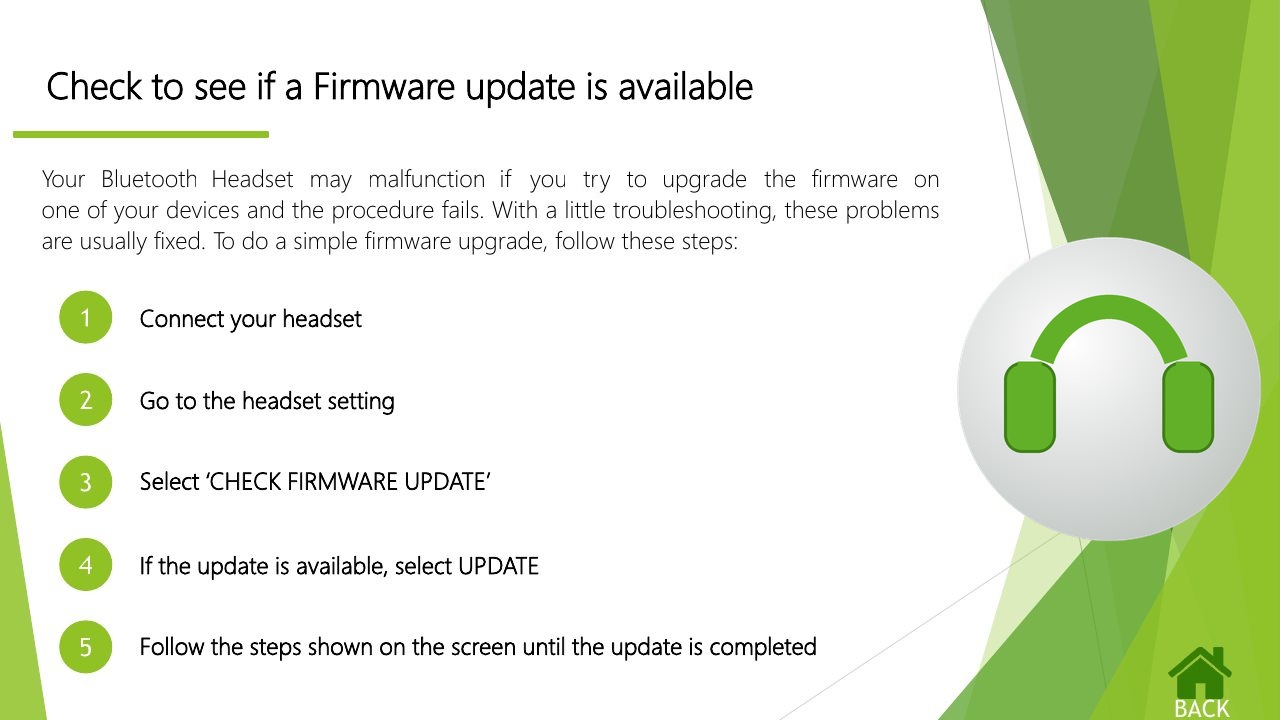 Check to see if a Firmware update is available
Your Bluetooth Headset may malfunction if you try to upgrade the firmware on
one of your devices and the procedure fails. With a little troubleshooting, these problems
are usually fixed. To do a simple firmware upgrade, follow these steps:
1 Connect your headset
2 Go to the headset setting
3 Select ‘CHECK FIRMWARE UPDATE’
4 If the update is available, select UPDATE
5 Follow the steps shown on the screen until the update is completed
BACK